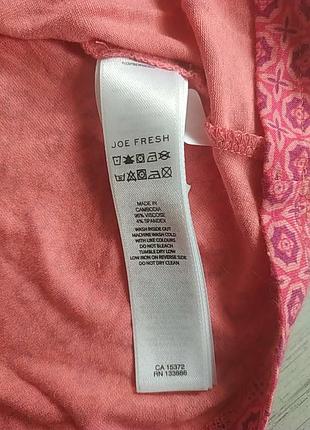 JOE FRESH
MADE IN
CAMBODIA
96% VISCOSE
4% SPANDEX
WASH INSIDE OUT
MACHINE WASH COLD
WITH LIKE COLOURS
DO NOT BLEACH
TUMBLE DRY LOW
LOW IRON ON REVERSE SIDE
DO NOT DRY CLEAN
CA 15372
RN 133886